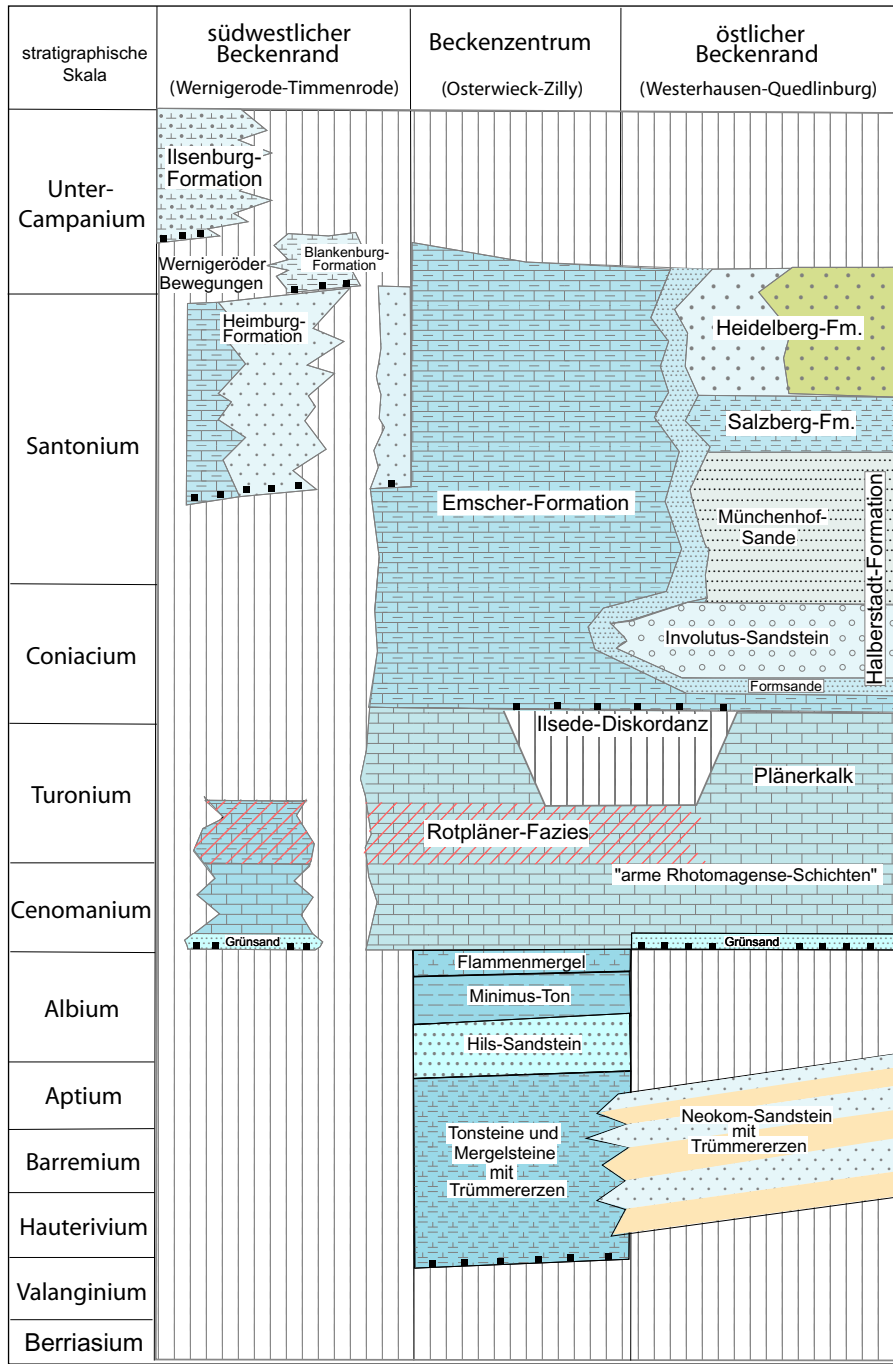 stratigraphische
Skala
südwestlicher
Beckenrand
(Wernigerode-Timmenrode)
Beckenzentrum
(Osterwieck-Zilly)
östlicher
Beckenrand
(Westerhausen-Quedlinburg)
Unter-
Campanium
Ilsenburg-
Formation
Wernigeröder
Bewegungen
Blankenburg-
Formation
Santonium
Heimburg-
Formation
Emscher-Formation
Heidelberg-Fm.
Salzberg-Fm.
Münchenhof-
Sande
Halberstadt-Formation
Coniacium
Involutus-Sandstein
Formsande
Turonium
Ilsede-Diskordanz
Plänerkalk
Rotpläner-Fazies
Cenomanium
"arme Rhotomagense-Schichten"
Grünsand
Grünsand
Albium
Flammenmergel
Minimus-Ton
Hils-Sandstein
Aptium
Barremium
Hauterivium
Tonsteine und
Mergelsteine
mit
Trümmererzen
Neokom-Sandstein
mit
Trümmererzen
Valanginium
Berriasium